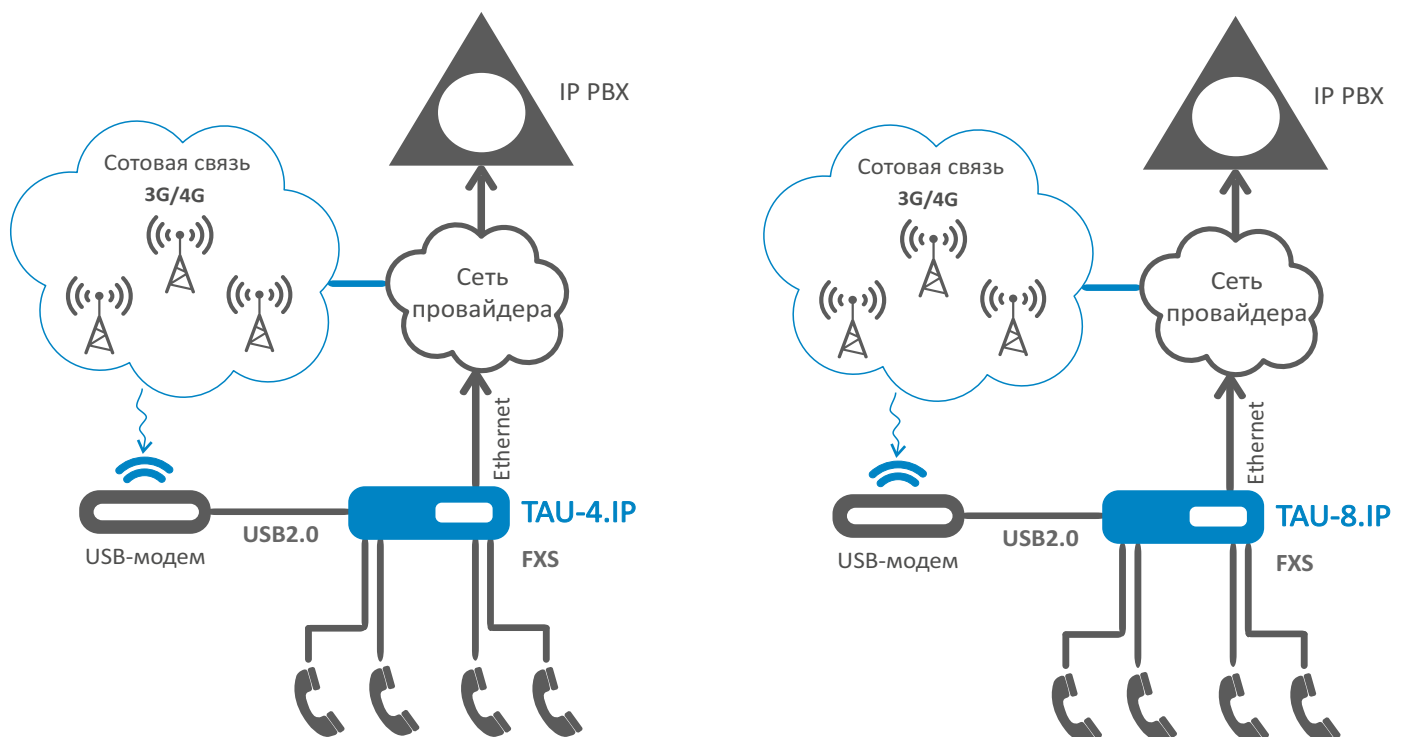 IP PBX
Сотовая связь
3G/4G
Сеть
провайдера
Ethernet
TAU-4.IP
USB2.0
USB-модем
FXS
IP PBX
Сотовая связь
3G/4G
Сеть
провайдера
Ethernet
TAU-8.IP
USB2.0
USB-модем
FXS